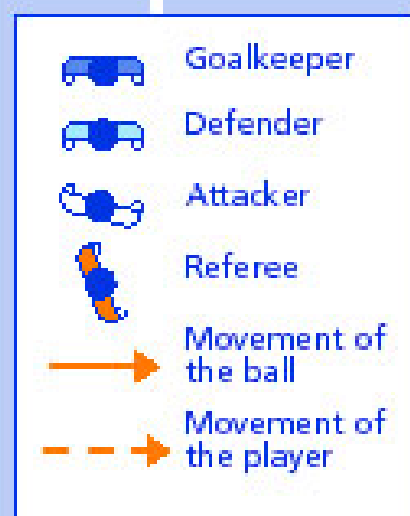 Goalkeeper
Defender
Attacker
Referee
Movement of
the ball
Movement of
the player